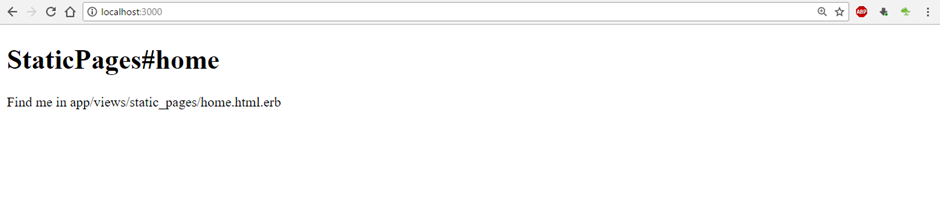 localhost:3000
ABP
StaticPages#home
Find me in app/views/static_pages/home.html.erb